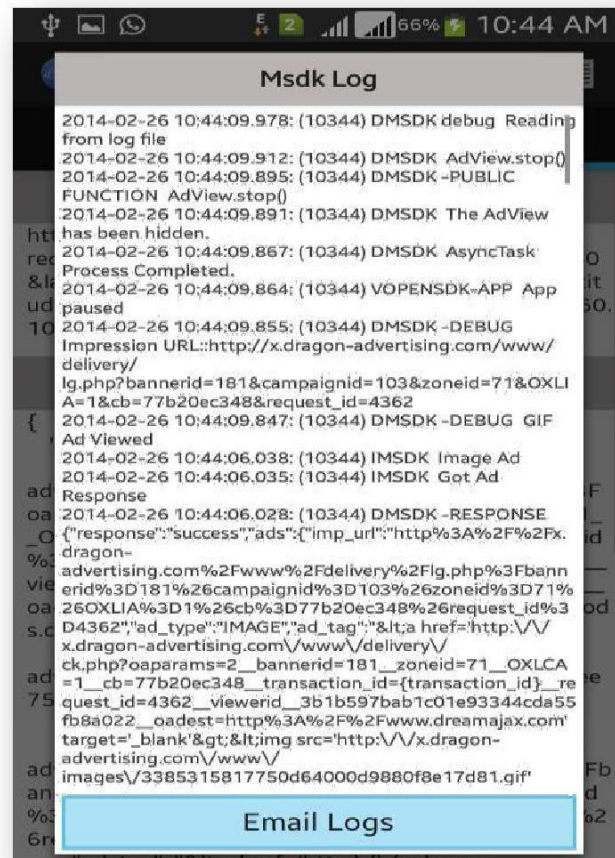 E
2
66%
10:44 AM
Msdk Log
2014-02-26 10:44:09.978: (10344) DMSDK debug Reading
from log file
2014-02-26 10:44:09.912: (10344) DMSDK AdView.stop()
2014-02-26 10:44:09.895: (10344) DMSDK -PUBLIC
FUNCTION AdView.stop()
2014-02-26 10:44:09.891: (10344) DMSDK The AdView
has been hidden.
2014-02-26 10:44:09.867: (10344) DMSDK AsyncTask
Process Completed.
2014-02-26 10:44:09.864: (10344) VOPENSDK-APP App
paused
2014-02-26 10:44:09.855: (10344) DMSDK -DEBUG
Impression URL::http://x.dragon-advertising.com/www/
delivery/
lg.php?bannerid=181&campaignid=103&zoneid=71&OXLI
A=1&cb=77b20ec348&request_id=4362
2014-02-26 10:44:09.847: (10344) DMSDK -DEBUG GIF
Ad Viewed
2014-02-26 10:44:06.038: (10344) IMSDK Image Ad
2014-02-26 10:44:06.035: (10344) IMSDK Got Ad
Response
2014-02-26 10:44:06.028: (10344) DMSDK -RESPONSE
{"response":"success","ads":{"imp_url":"http%3A%2F%2Fx.
dragon-
advertising.com%2Fwww%2Fdelivery%2Flg.php%3Fbann
erid%3D181%26campaignid%3D103%26zoneid%3D71%
26OXLIA%3D1%26cb%3D77b20ec348%26request_id%3
D4362","ad_type":"IMAGE","ad_tag":"&lt;a href='http:\/\/
x.dragon-advertising.com\/www\/delivery\/
ck.php?oaparams=2__bannerid=181__zoneid=71__OXLCA
=1__cb=77b20ec348__transaction_id={transaction_id}__re
quest_id=4362__viewerid__3b1b597bab1c01e93344cda55
fb8a022__oadest=http%3A%2F%2Fwww.dreamajax.com'
target='_blank'&gt;&lt;img src='http:\/\/x.dragon-
advertising.com\/www\/
images\/3385315817750d64000d9880f8e17d81.gif'
Email Logs